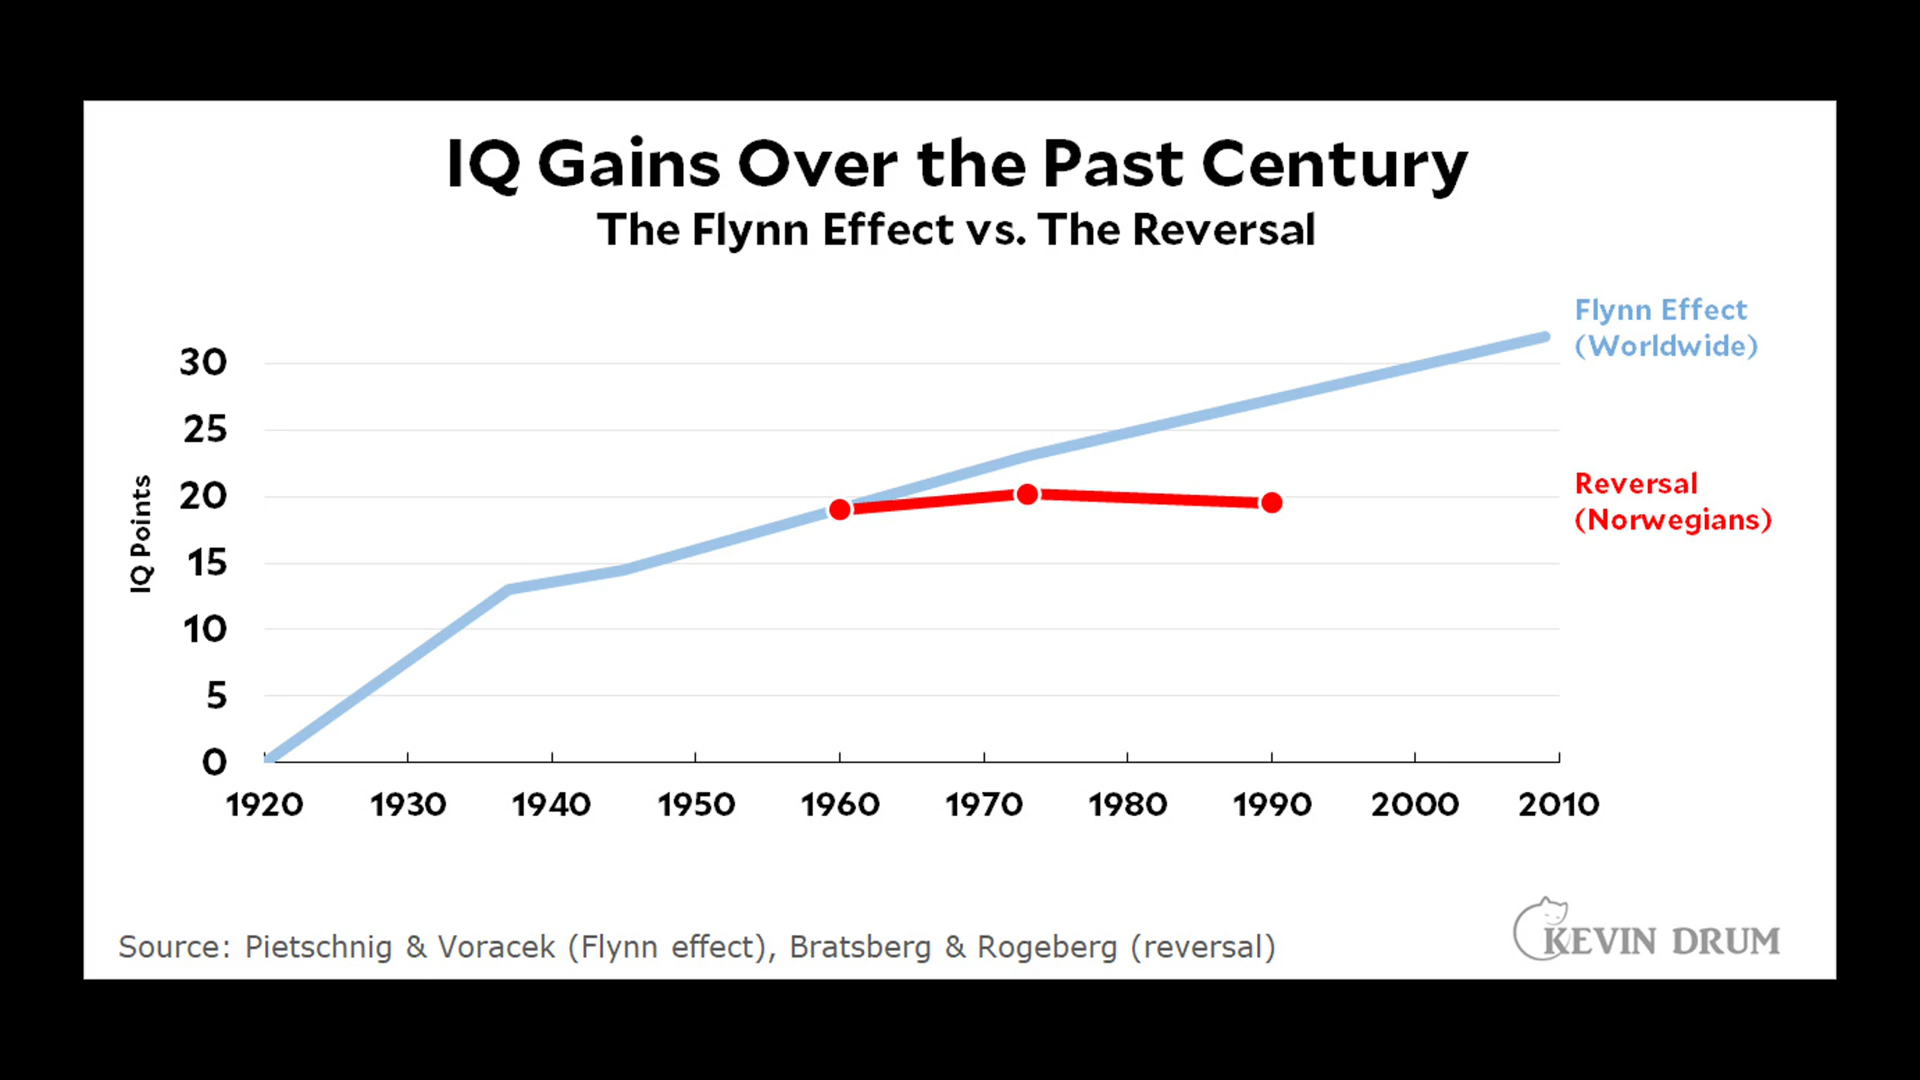 IQ Gains Over the Past Century
The Flynn Effect vs. The Reversal
Flynn Effect
(Worldwide)
30
25
20
15
10
5
0
IQ Points
Reversal
(Norwegians)
1920 1930 1940 1950 1960 1970 1980 1990 2000 2010
Source: Pietschnig & Voracek (Flynn effect), Bratsberg & Rogeberg (reversal)
KEVIN DRUM